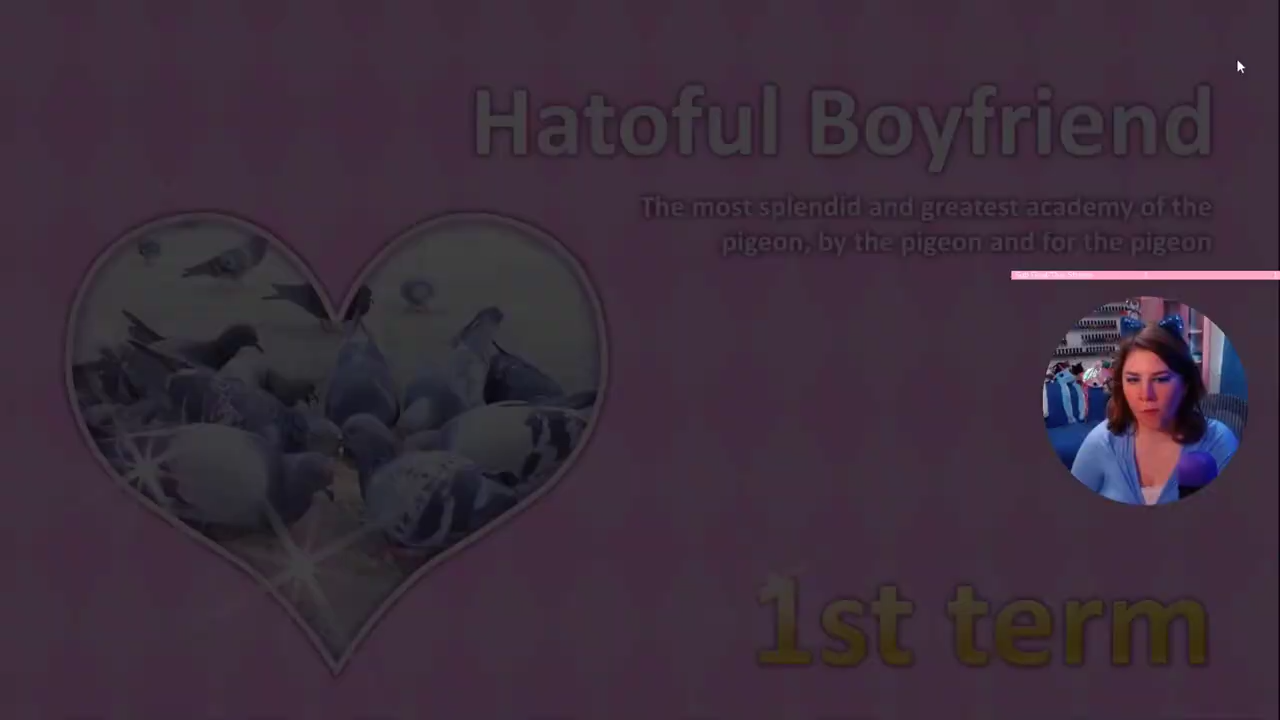 Hatoful Boyfriend
The most splendid and greatest academy of the
pigeon, by the pigeon and for the pigeon
1st term